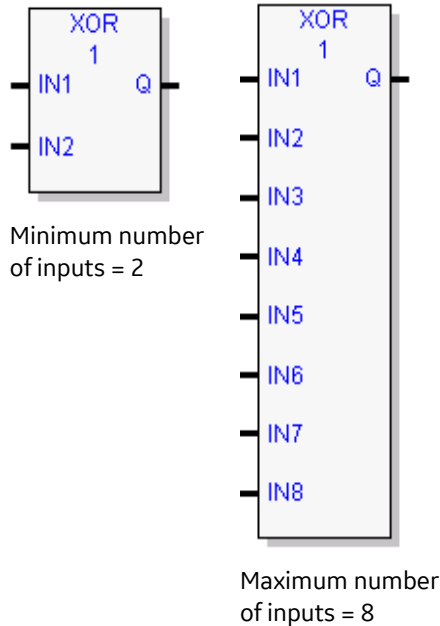 XOR
1
IN1 Q
IN2
Minimum number
of inputs = 2
XOR
1
IN1 Q
IN2
IN3
IN4
IN5
IN6
IN7
IN8
Maximum number
of inputs = 8